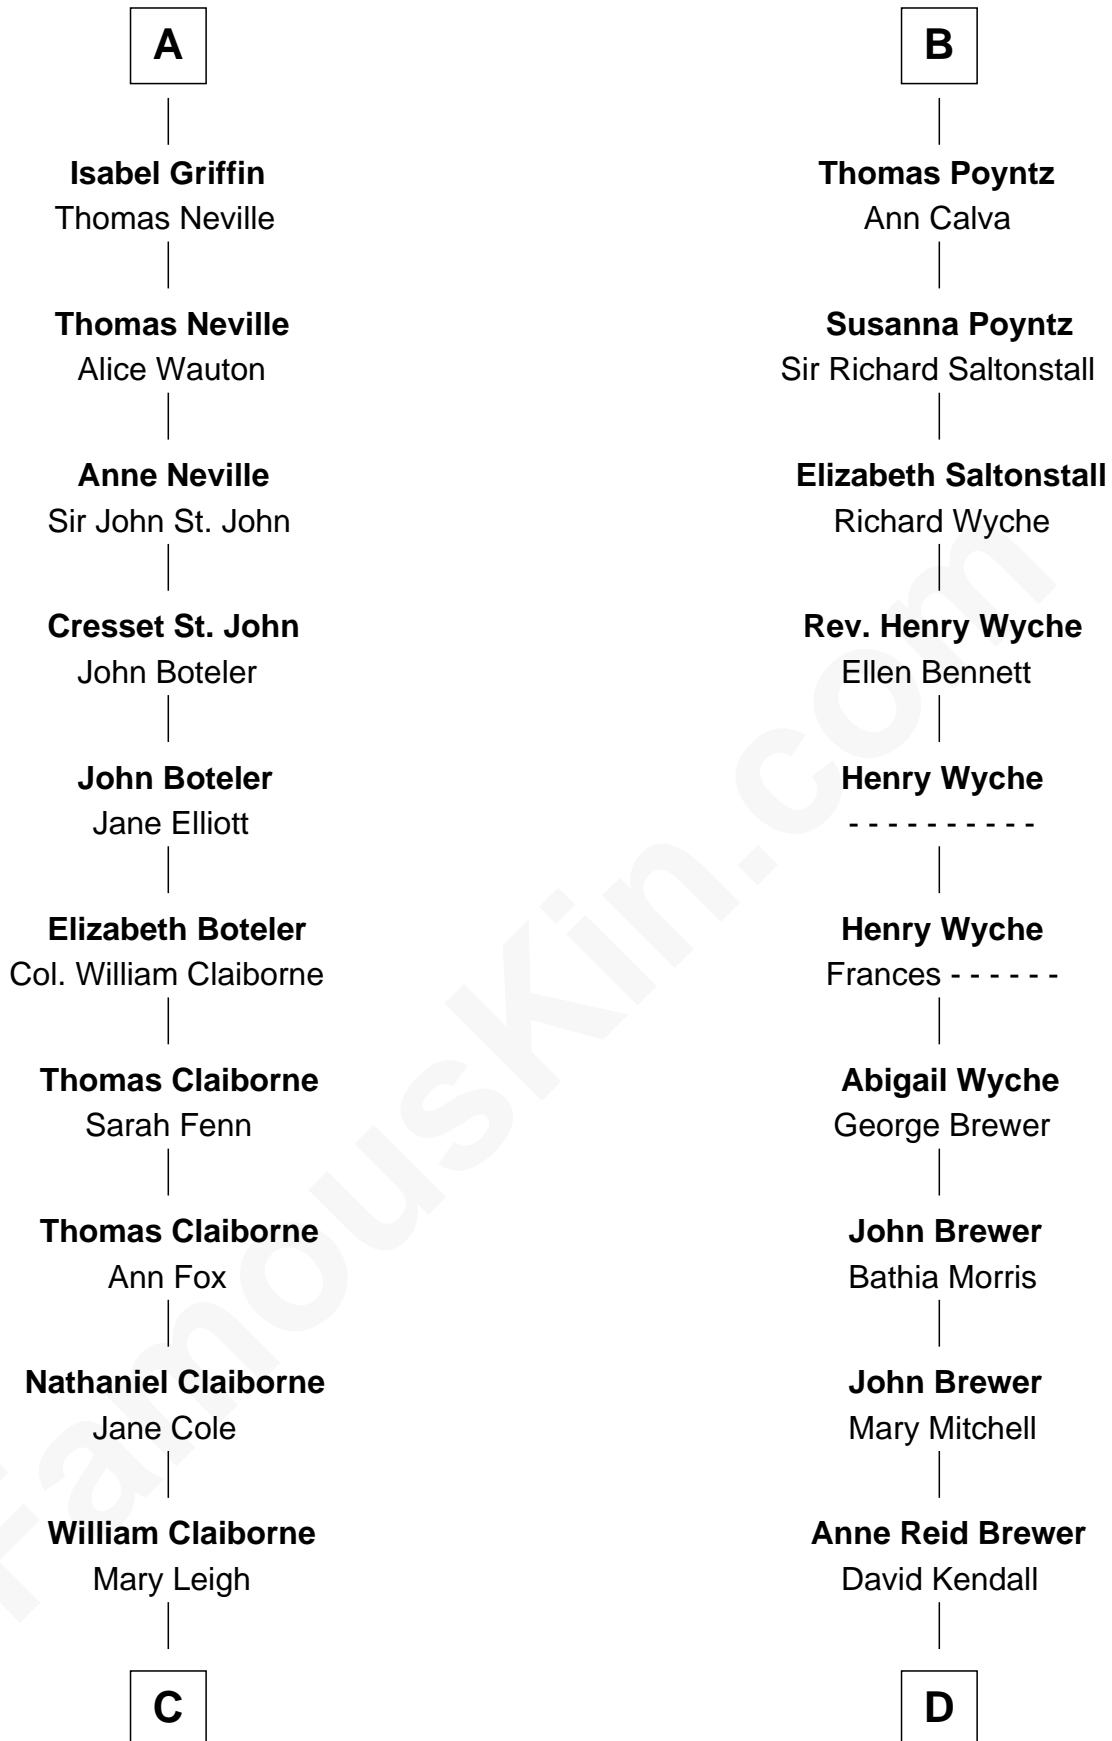 A
Isabel Griffin
Thomas Neville
Thomas Neville
Alice Wauton
Anne Neville
Sir John St. John
Cresset St. John
John Boteler
John Boteler
Jane Elliott
Elizabeth Boteler
Col. William Claiborne
Thomas Claiborne
Sarah Fenn
Thomas Claiborne
Ann Fox
Nathaniel Claiborne
Jane Cole
William Claiborne
Mary Leigh
C
B
Thomas Poyntz
Ann Calva
Susanna Poyntz
Sir Richard Saltonstall
Elizabeth Saltonstall
Richard Wyche
Rev. Henry Wyche
Ellen Bennett
Henry Wyche
- - - - - - - - - -
Henry Wyche
Frances - - - - - -
Abigail Wyche
George Brewer
John Brewer
Bathia Morris
John Brewer
Mary Mitchell
Anne Reid Brewer
David Kendall
D
FamousKin.com